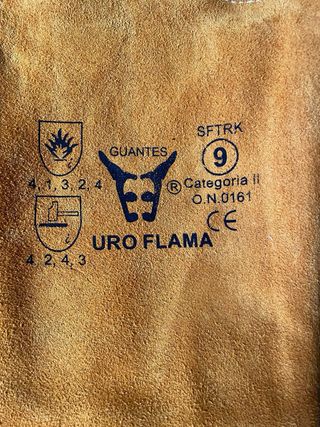 GUANTES
SFTRK
9
4, 1, 3, 2, 4
®
Categoria II
O.N.0161
CE
URO FLAMA
4 2, 4, 3